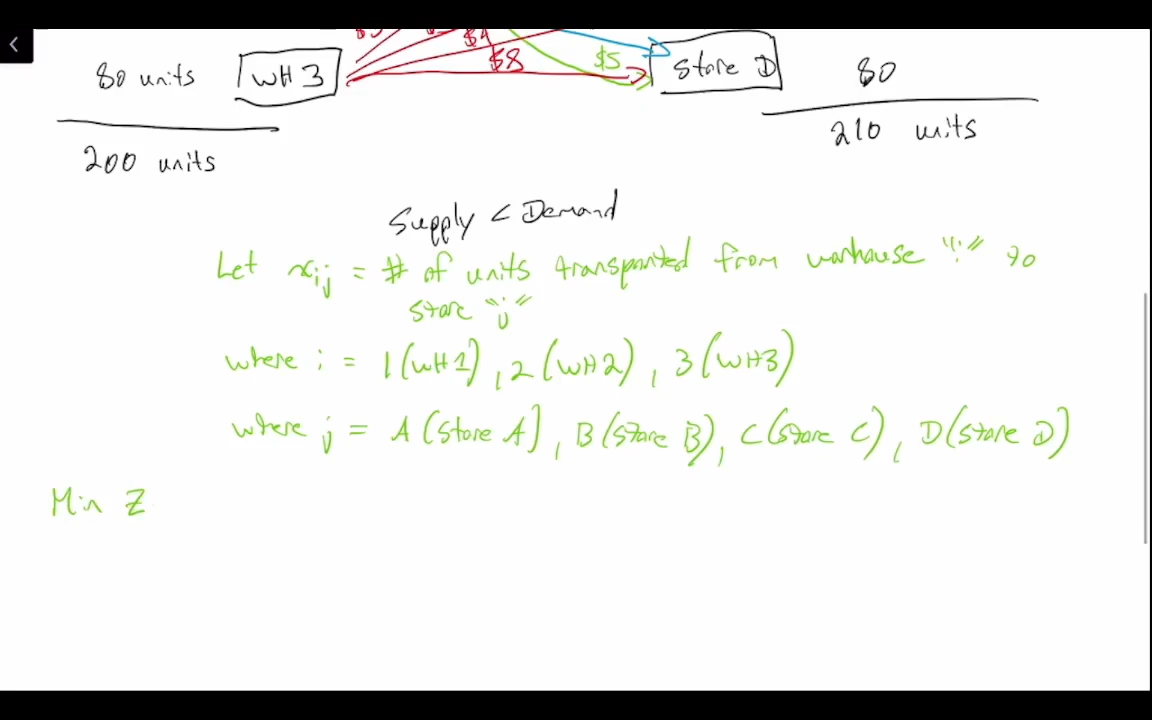 $4
80 units WH 3 $8 $5 Store D 80
200 units
210 units
Supply < Demand
Let xij = # of units transported from warehouse "i" to
store "j"
where i = 1 (WH1), 2 (WH2), 3 (WH3)
where j = A (Store A), B (Store B), C (Store C), D (Store D)
Min Z